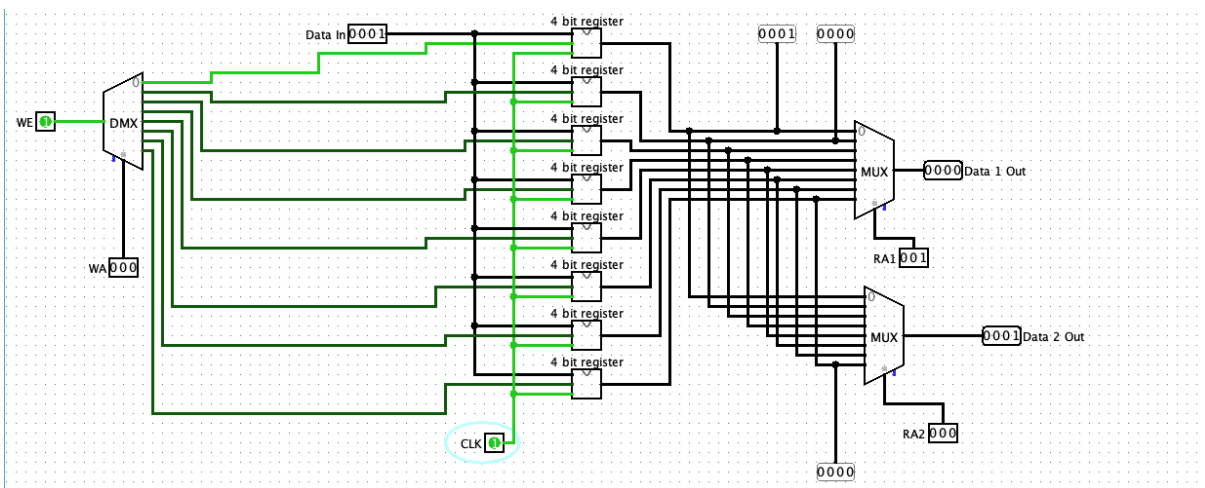 4 bit register
Data In 0001
0001 0000
0
4 bit register
WE 1
DMX
4 bit register
0
4 bit register
MUX
0000 Data 1 Out
4 bit register
RA1 001
WA 000
4 bit register
0
4 bit register
MUX
0001 Data 2 Out
4 bit register
RA2 000
CLK 1
0000